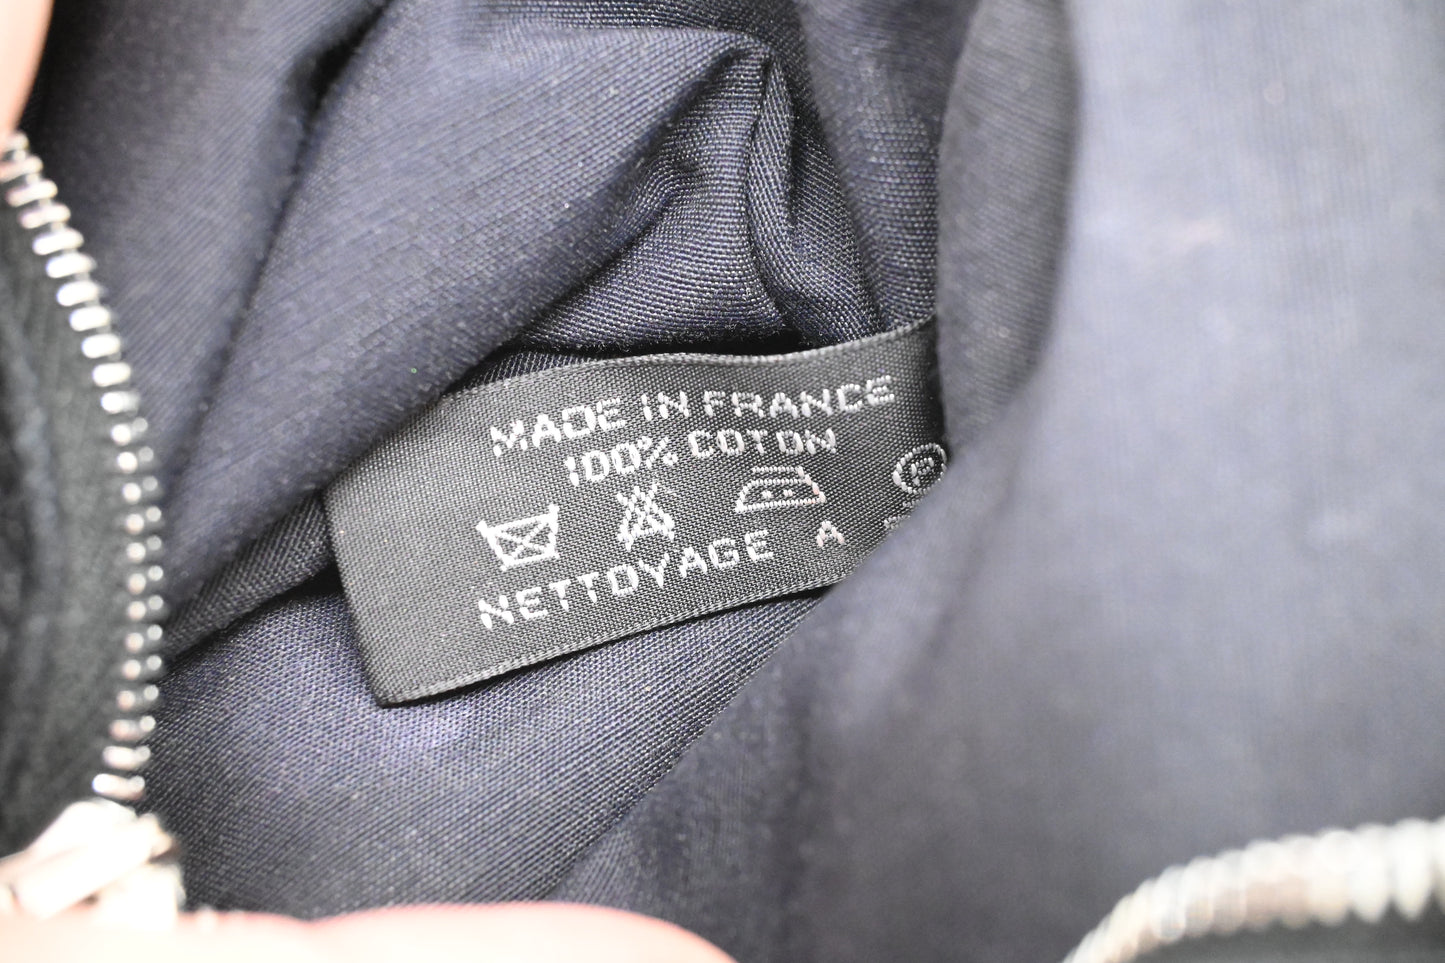 MADE IN FRANCE
100% COTON
P
NETTOYAGE A